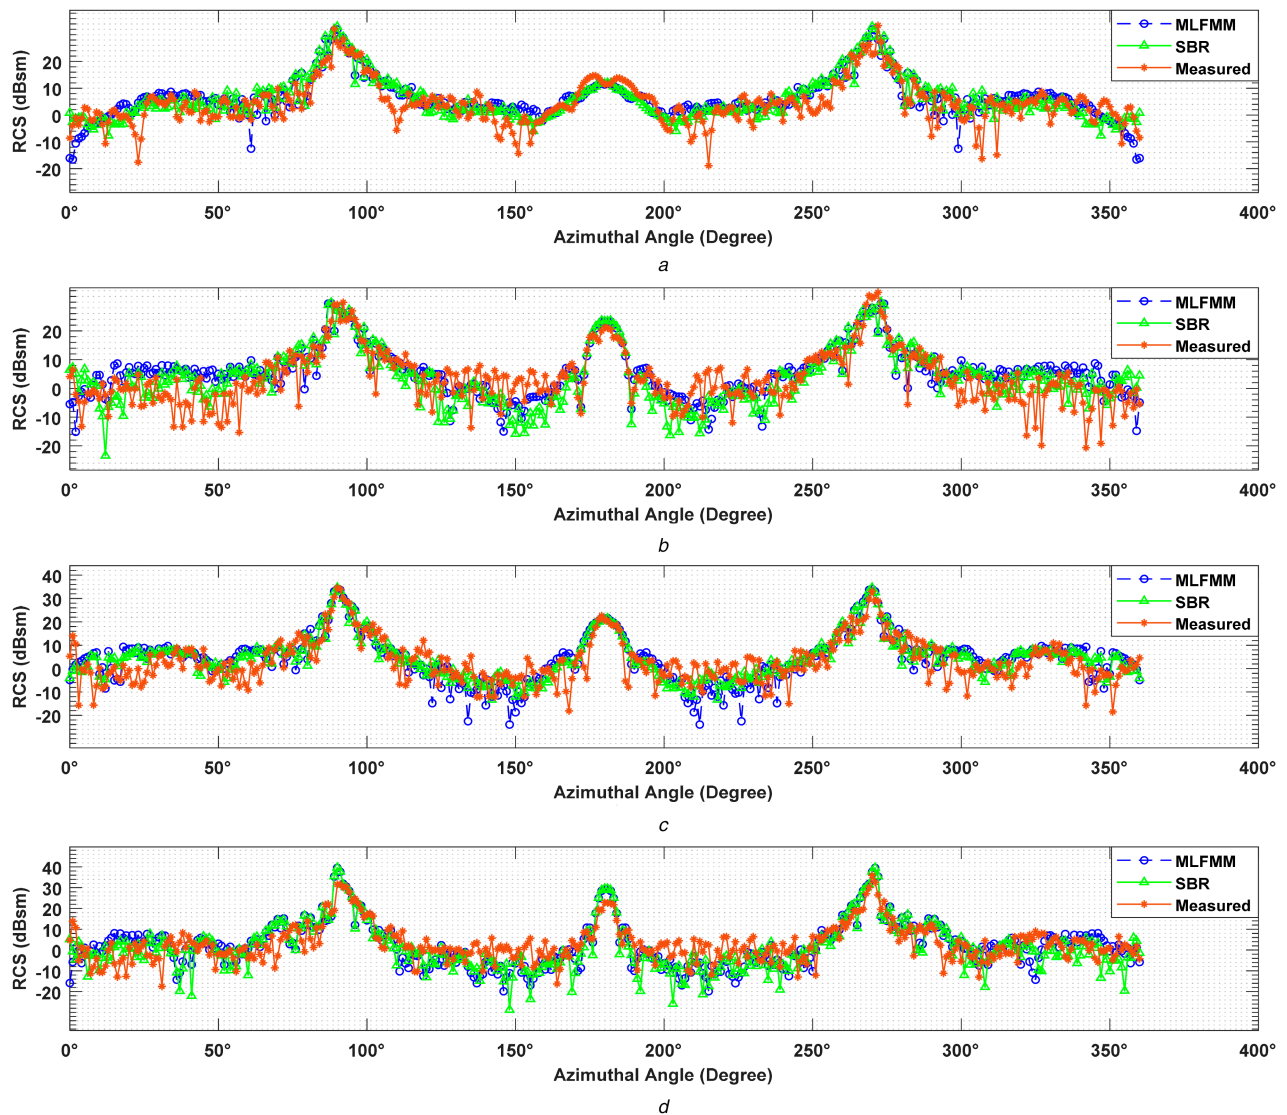 RCS (dBsm)
20
10
0
-10
-20
MLFMM
SBR
Measured
0° 50° 100° 150° 200° 250° 300° 350° 400°
Azimuthal Angle (Degree)
a
RCS (dBsm)
20
10
0
-10
-20
MLFMM
SBR
Measured
0° 50° 100° 150° 200° 250° 300° 350° 400°
Azimuthal Angle (Degree)
b
RCS (dBsm)
40
30
20
10
0
-10
-20
MLFMM
SBR
Measured
0° 50° 100° 150° 200° 250° 300° 350° 400°
Azimuthal Angle (Degree)
c
RCS (dBsm)
40
30
20
10
0
-10
-20
MLFMM
SBR
Measured
0° 50° 100° 150° 200° 250° 300° 350° 400°
Azimuthal Angle (Degree)
d